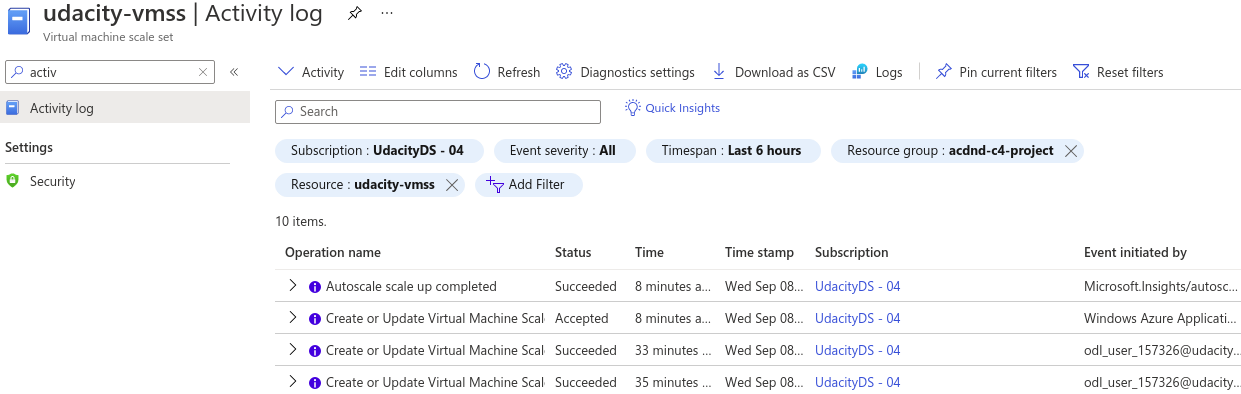 udacity-vmss | Activity log ...
Virtual machine scale set
activ
Activity log
Settings
Security
Activity Edit columns Refresh Diagnostics settings Download as CSV Logs Pin current filters Reset filters
Search Quick Insights
Subscription : UdacityDS - 04 Event severity : All Timespan : Last 6 hours Resource group : acdnd-c4-project
Resource : udacity-vmss Add Filter
10 items.
Operation name Status Time Time stamp Subscription Event initiated by
Autoscale scale up completed Succeeded 8 minutes a... Wed Sep 08... UdacityDS - 04 Microsoft.Insights/autosc...
Create or Update Virtual Machine Scal Accepted 8 minutes a... Wed Sep 08... UdacityDS - 04 Windows Azure Applicati...
Create or Update Virtual Machine Scal Succeeded 33 minutes ... Wed Sep 08... UdacityDS - 04 odl_user_157326@udacity...
Create or Update Virtual Machine Scal Succeeded 35 minutes ... Wed Sep 08... UdacityDS - 04 odl_user_157326@udacity...